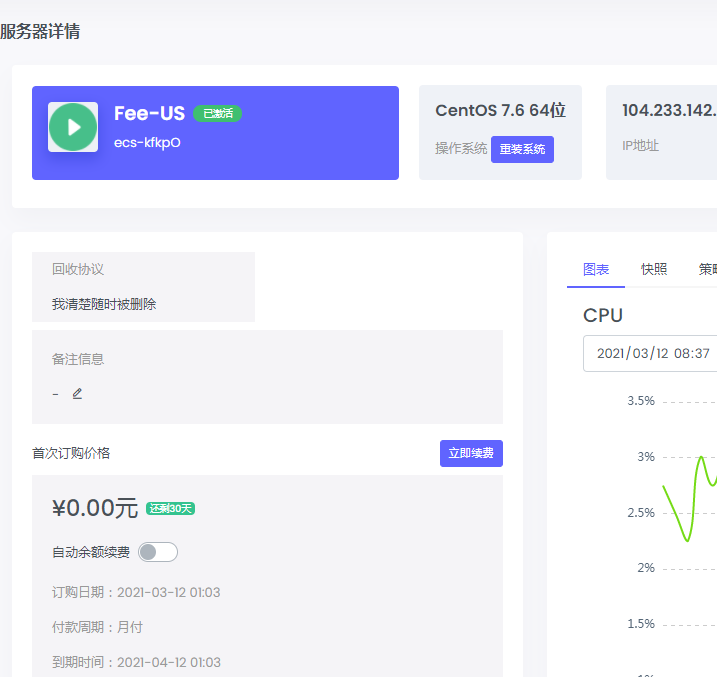 服务器详情
Fee-US 已激活
ecs-kfkpO
CentOS 7.6 64位
操作系统 重装系统
104.233.142.
IP地址
回收协议
我清楚随时被删除
备注信息
-
首次订购价格 立即续费
¥0.00元 还剩30天
自动余额续费
订购日期：2021-03-12 01:03
付款周期：月付
到期时间：2021-04-12 01:03
图表 快照 策略
CPU
2021/03/12 08:37
3.5%
3%
2.5%
2%
1.5%